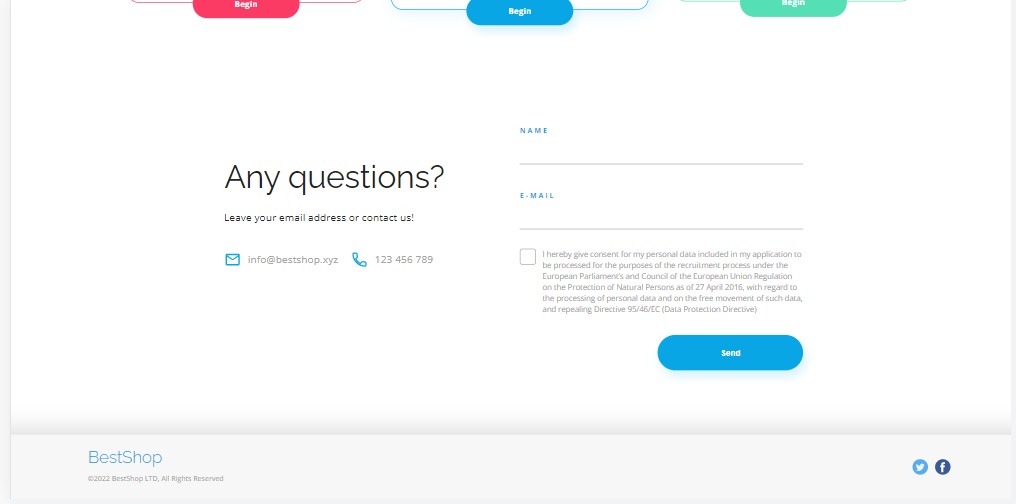 Begin
Begin
Begin
NAME
Any questions?
E-MAIL
Leave your email address or contact us!
info@bestshop.xyz
123 456 789
I hereby give consent for my personal data included in my application to
be processed for the purposes of the recruitment process under the
European Parliament's and Council of the European Union Regulation
on the Protection of Natural Persons as of 27 April 2016, with regard to
the processing of personal data and on the free movement of such data,
and repealing Directive 95/46/EC (Data Protection Directive)
Send
BestShop
©2022 BestShop LTD, All Rights Reserved